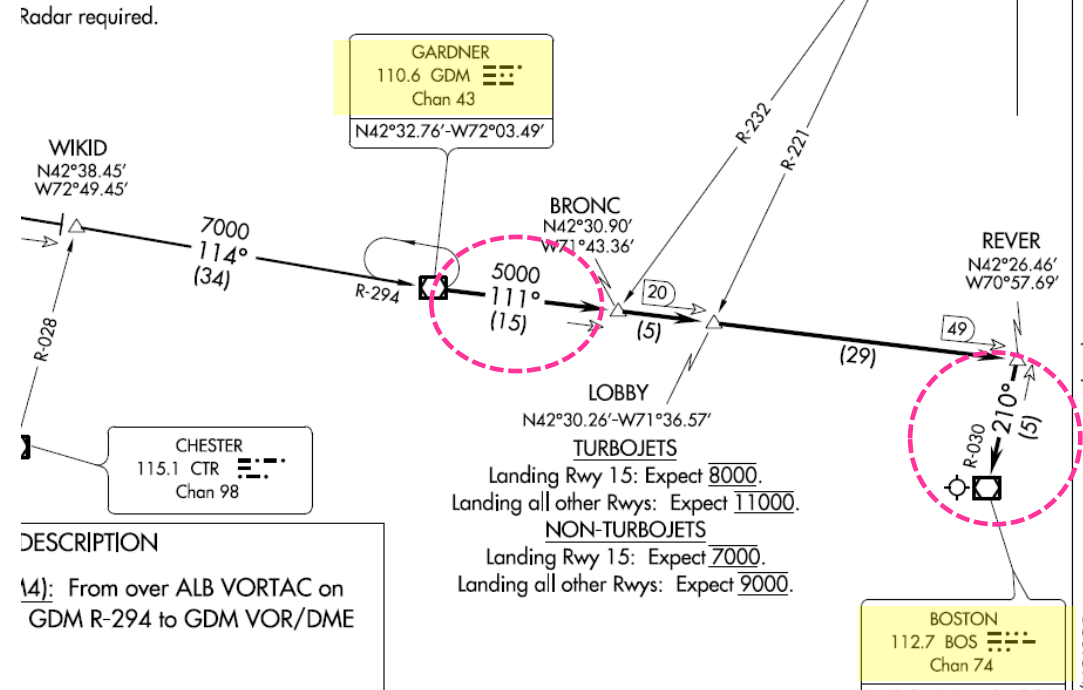 Radar required.
GARDNER
110.6 GDM
Chan 43
N42°32.76'-W72°03.49'
WIKID
N42°38.45'
W72°49.45'
7000
114°
(34)
R-294
R-028
5000
111°
(15)
BRONC
N42°30.90'
W71°43.36'
R-232
R-221
20
(5)
LOBBY
N42°30.26'-W71°36.57'
(29)
49
REVER
N42°26.46'
W70°57.69'
210°
(5)
R-030
CHESTER
115.1 CTR
Chan 98
TURBOJETS
Landing Rwy 15: Expect 8000.
Landing all other Rwys: Expect 11000.
NON-TURBOJETS
Landing Rwy 15: Expect 7000.
Landing all other Rwys: Expect 9000.
DESCRIPTION
4): From over ALB VORTAC on
GDM R-294 to GDM VOR/DME
BOSTON
112.7 BOS
Chan 74